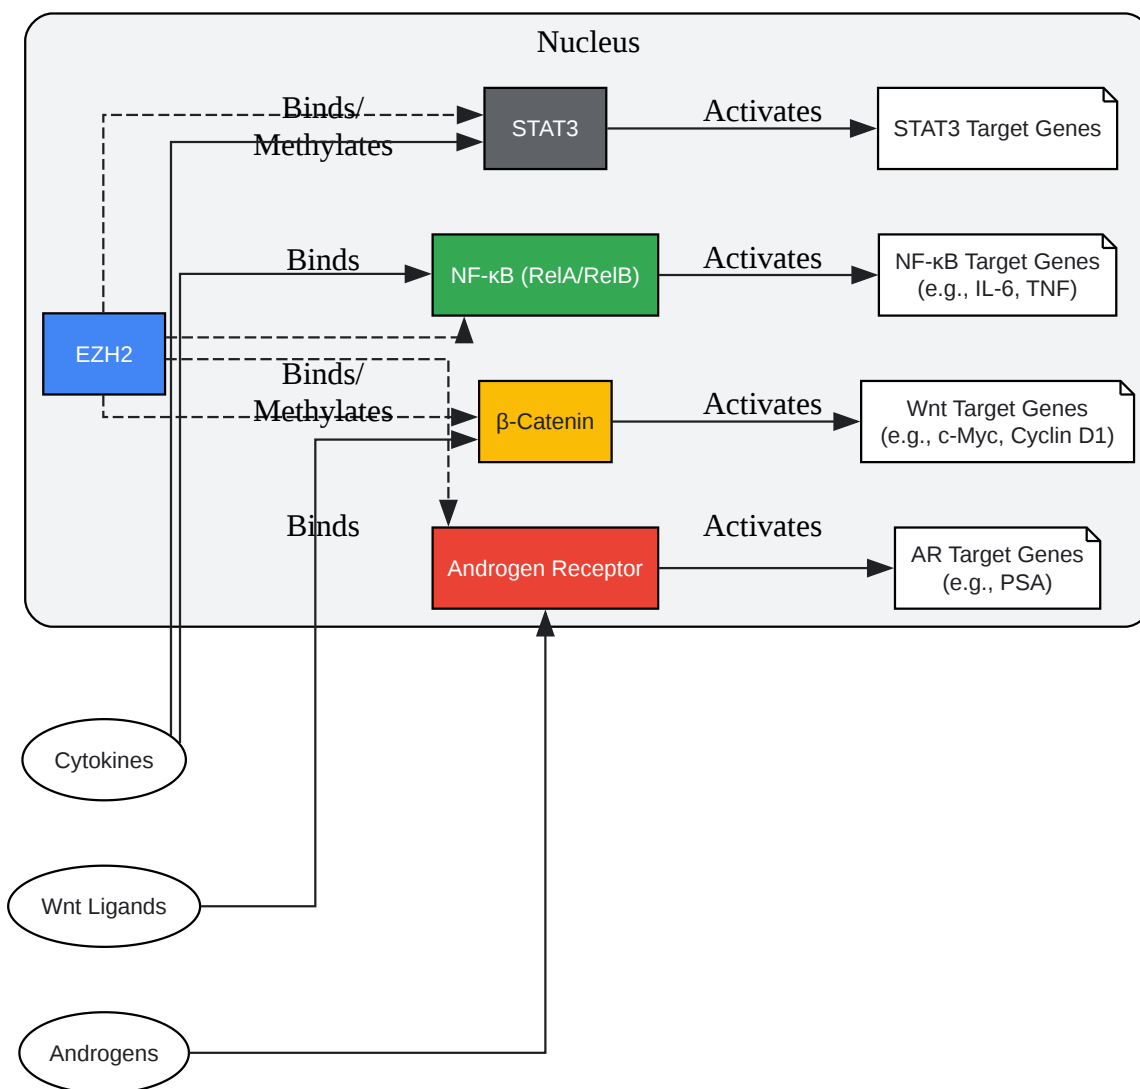 Nucleus
Binds/
Methylates
STAT3
Activates
STAT3 Target Genes
Binds
NF-κB (RelA/RelB)
Activates
NF-κB Target Genes
(e.g., IL-6, TNF)
EZH2
Binds/
Methylates
β-Catenin
Activates
Wnt Target Genes
(e.g., c-Myc, Cyclin D1)
Binds
Androgen Receptor
Activates
AR Target Genes
(e.g., PSA)
Cytokines
Wnt Ligands
Androgens